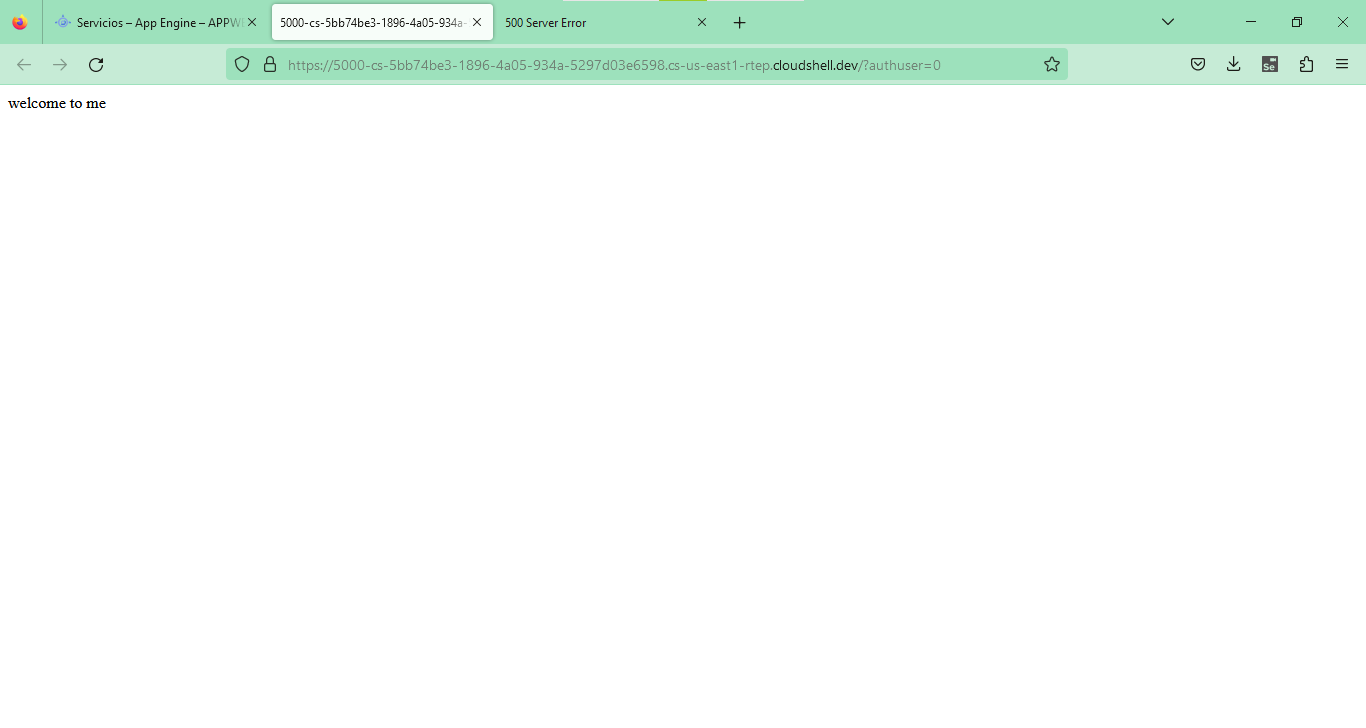 Servicios – App Engine – APPW
5000-cs-5bb74be3-1896-4a05-934a-
500 Server Error
https://5000-cs-5bb74be3-1896-4a05-934a-5297d03e6598.cs-us-east1-rtep.cloudshell.dev/?authuser=0
Se
welcome to me